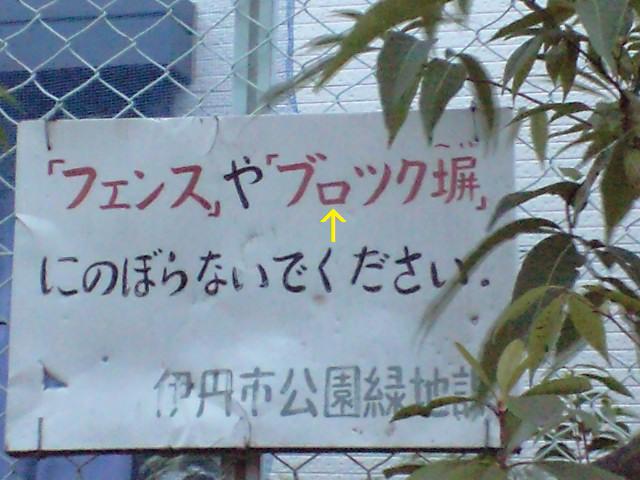 「フェンス」や「ブロック塀」
にのぼらないでください.
伊丹市公園緑地課